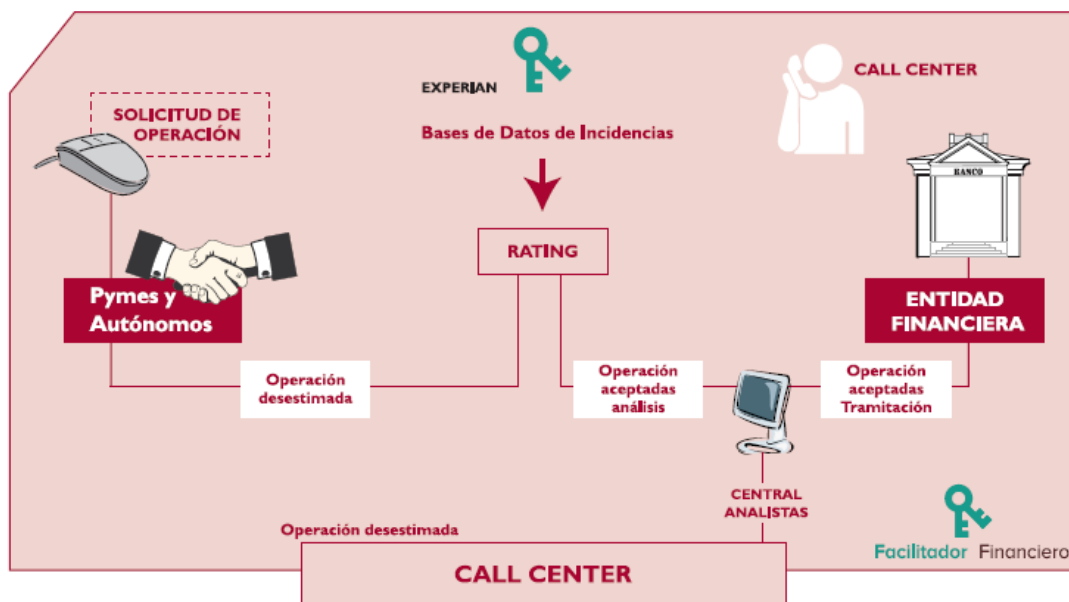 SOLICITUD DE
OPERACIÓN
EXPERIAN
Bases de Datos de Incidencias
CALL CENTER
BANCO
RATING
Pymes y
Autónomos
ENTIDAD
FINANCIERA
Operación
desestimada
Operación
aceptadas
análisis
Operación
aceptadas
Tramitación
CENTRAL
ANALISTAS
Operación desestimada
CALL CENTER
Facilitador Financiero